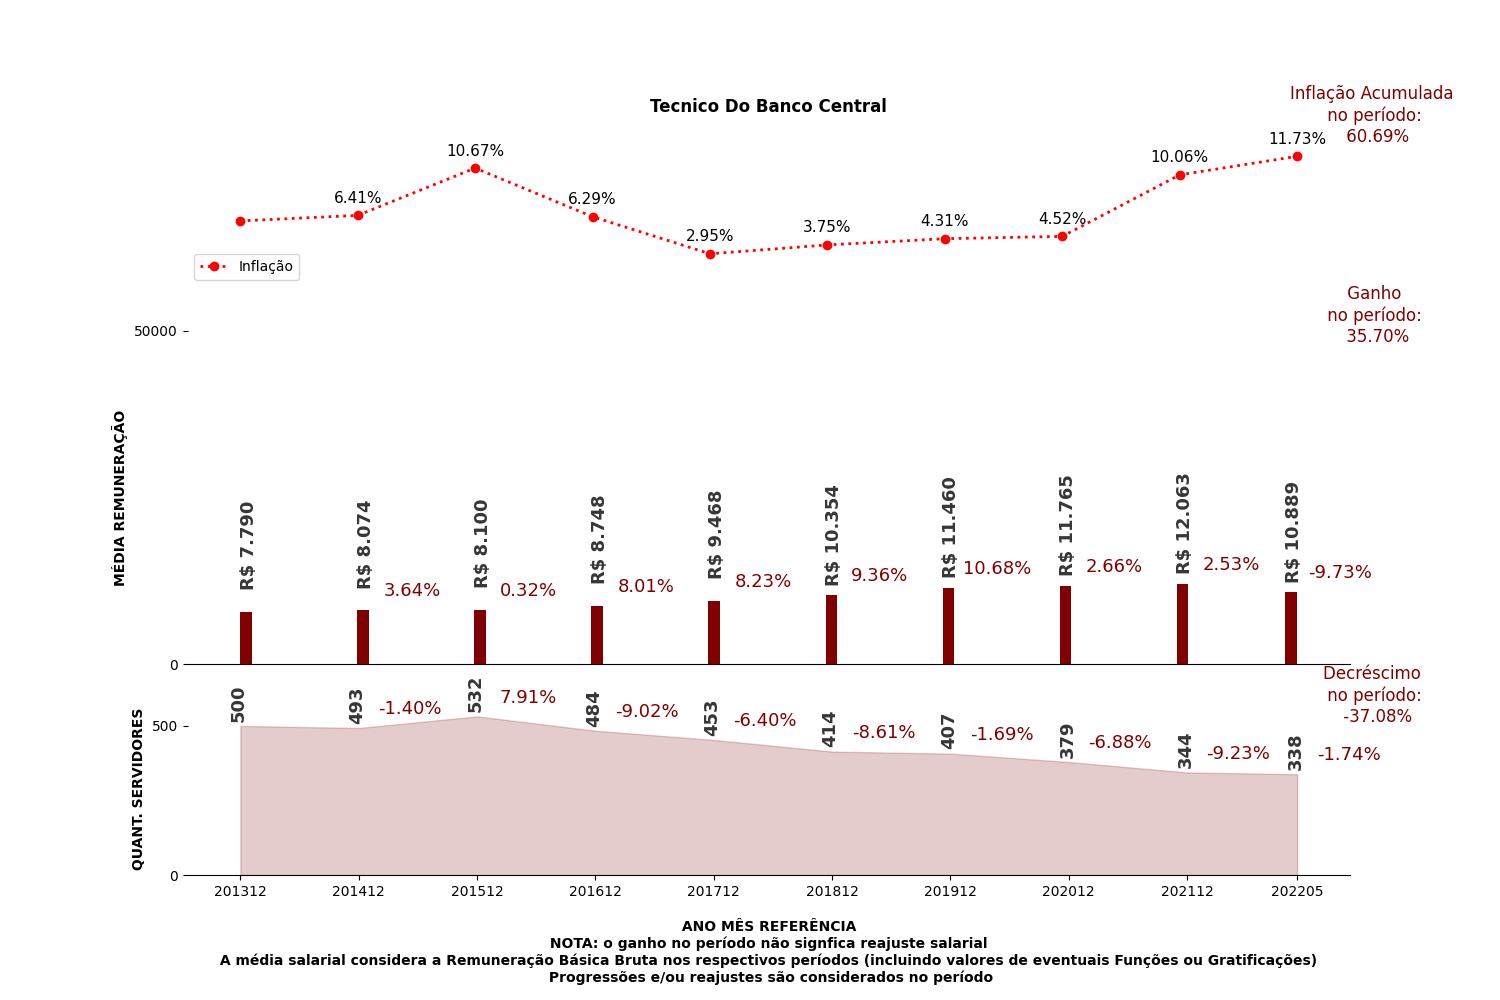 Tecnico Do Banco Central
Inflação Acumulada
no período:
60.69%
6.41%
10.67%
6.29%
2.95%
3.75%
4.31%
4.52%
10.06%
11.73%
Inflação
Ganho
no período:
35.70%
50000
0
MÉDIA REMUNERAÇÃO
R$ 7.790
R$ 8.074
R$ 8.100
R$ 8.748
R$ 9.468
R$ 10.354
R$ 11.460
R$ 11.765
R$ 12.063
R$ 10.889
3.64%
0.32%
8.01%
8.23%
9.36%
10.68%
2.66%
2.53%
-9.73%
Decréscimo
no período:
-37.08%
500
0
QUANT. SERVIDORES
500
493
532
484
453
414
407
379
344
338
-1.40%
7.91%
-9.02%
-6.40%
-8.61%
-1.69%
-6.88%
-9.23%
-1.74%
201312
201412
201512
201612
201712
201812
201912
202012
202112
202205
ANO MÊS REFERÊNCIA
NOTA: o ganho no período não signfica reajuste salarial
A média salarial considera a Remuneração Básica Bruta nos respectivos períodos (incluindo valores de eventuais Funções ou Gratificações)
Progressões e/ou reajustes são considerados no período